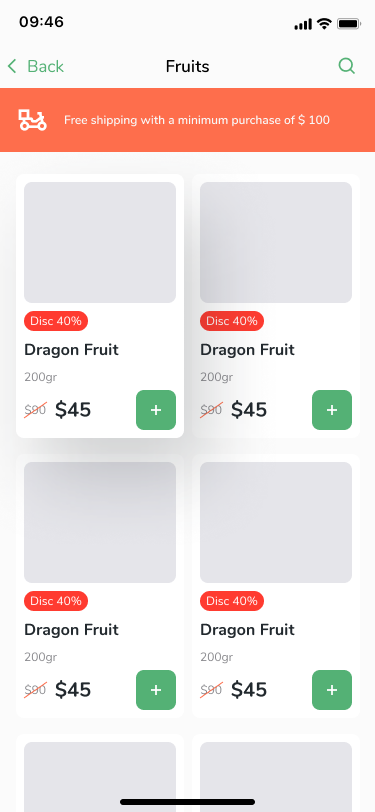 09:46
Back
Fruits
Free shipping with a minimum purchase of $ 100
Disc 40%
Dragon Fruit
200gr
$90 $45
+
Disc 40%
Dragon Fruit
200gr
$90 $45
+
Disc 40%
Dragon Fruit
200gr
$90 $45
+
Disc 40%
Dragon Fruit
200gr
$90 $45
+